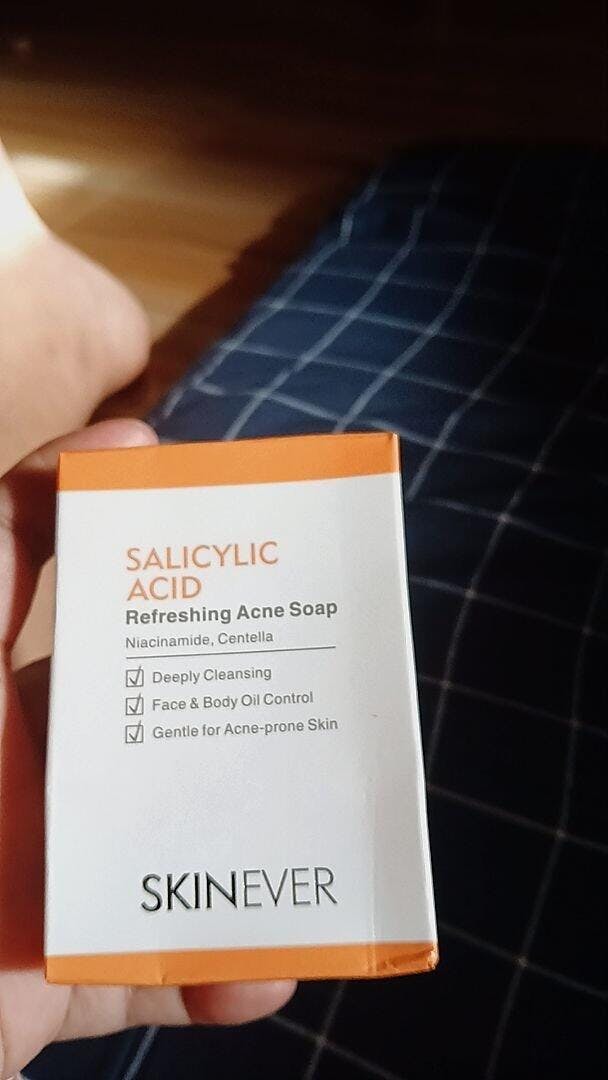 SALICYLIC
ACID
Refreshing Acne Soap
Niacinamide, Centella
Deeply Cleansing
Face & Body Oil Control
Gentle for Acne-prone Skin
SKINEVER